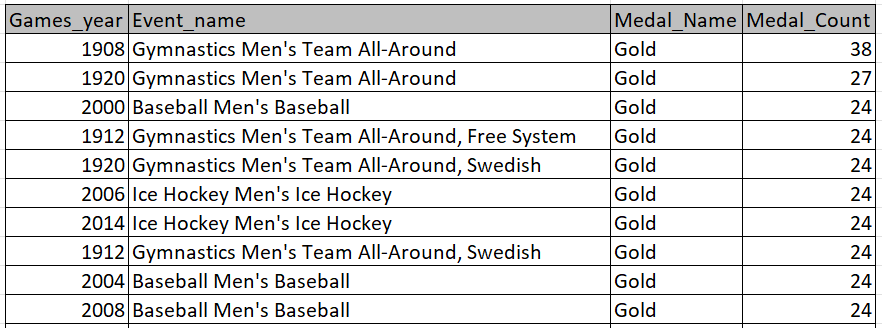 Games_year Event_name Medal_Name Medal_Count
1908 Gymnastics Men's Team All-Around Gold 38
1920 Gymnastics Men's Team All-Around Gold 27
2000 Baseball Men's Baseball Gold 24
1912 Gymnastics Men's Team All-Around, Free System Gold 24
1920 Gymnastics Men's Team All-Around, Swedish Gold 24
2006 Ice Hockey Men's Ice Hockey Gold 24
2014 Ice Hockey Men's Ice Hockey Gold 24
1912 Gymnastics Men's Team All-Around, Swedish Gold 24
2004 Baseball Men's Baseball Gold 24
2008 Baseball Men's Baseball Gold 24